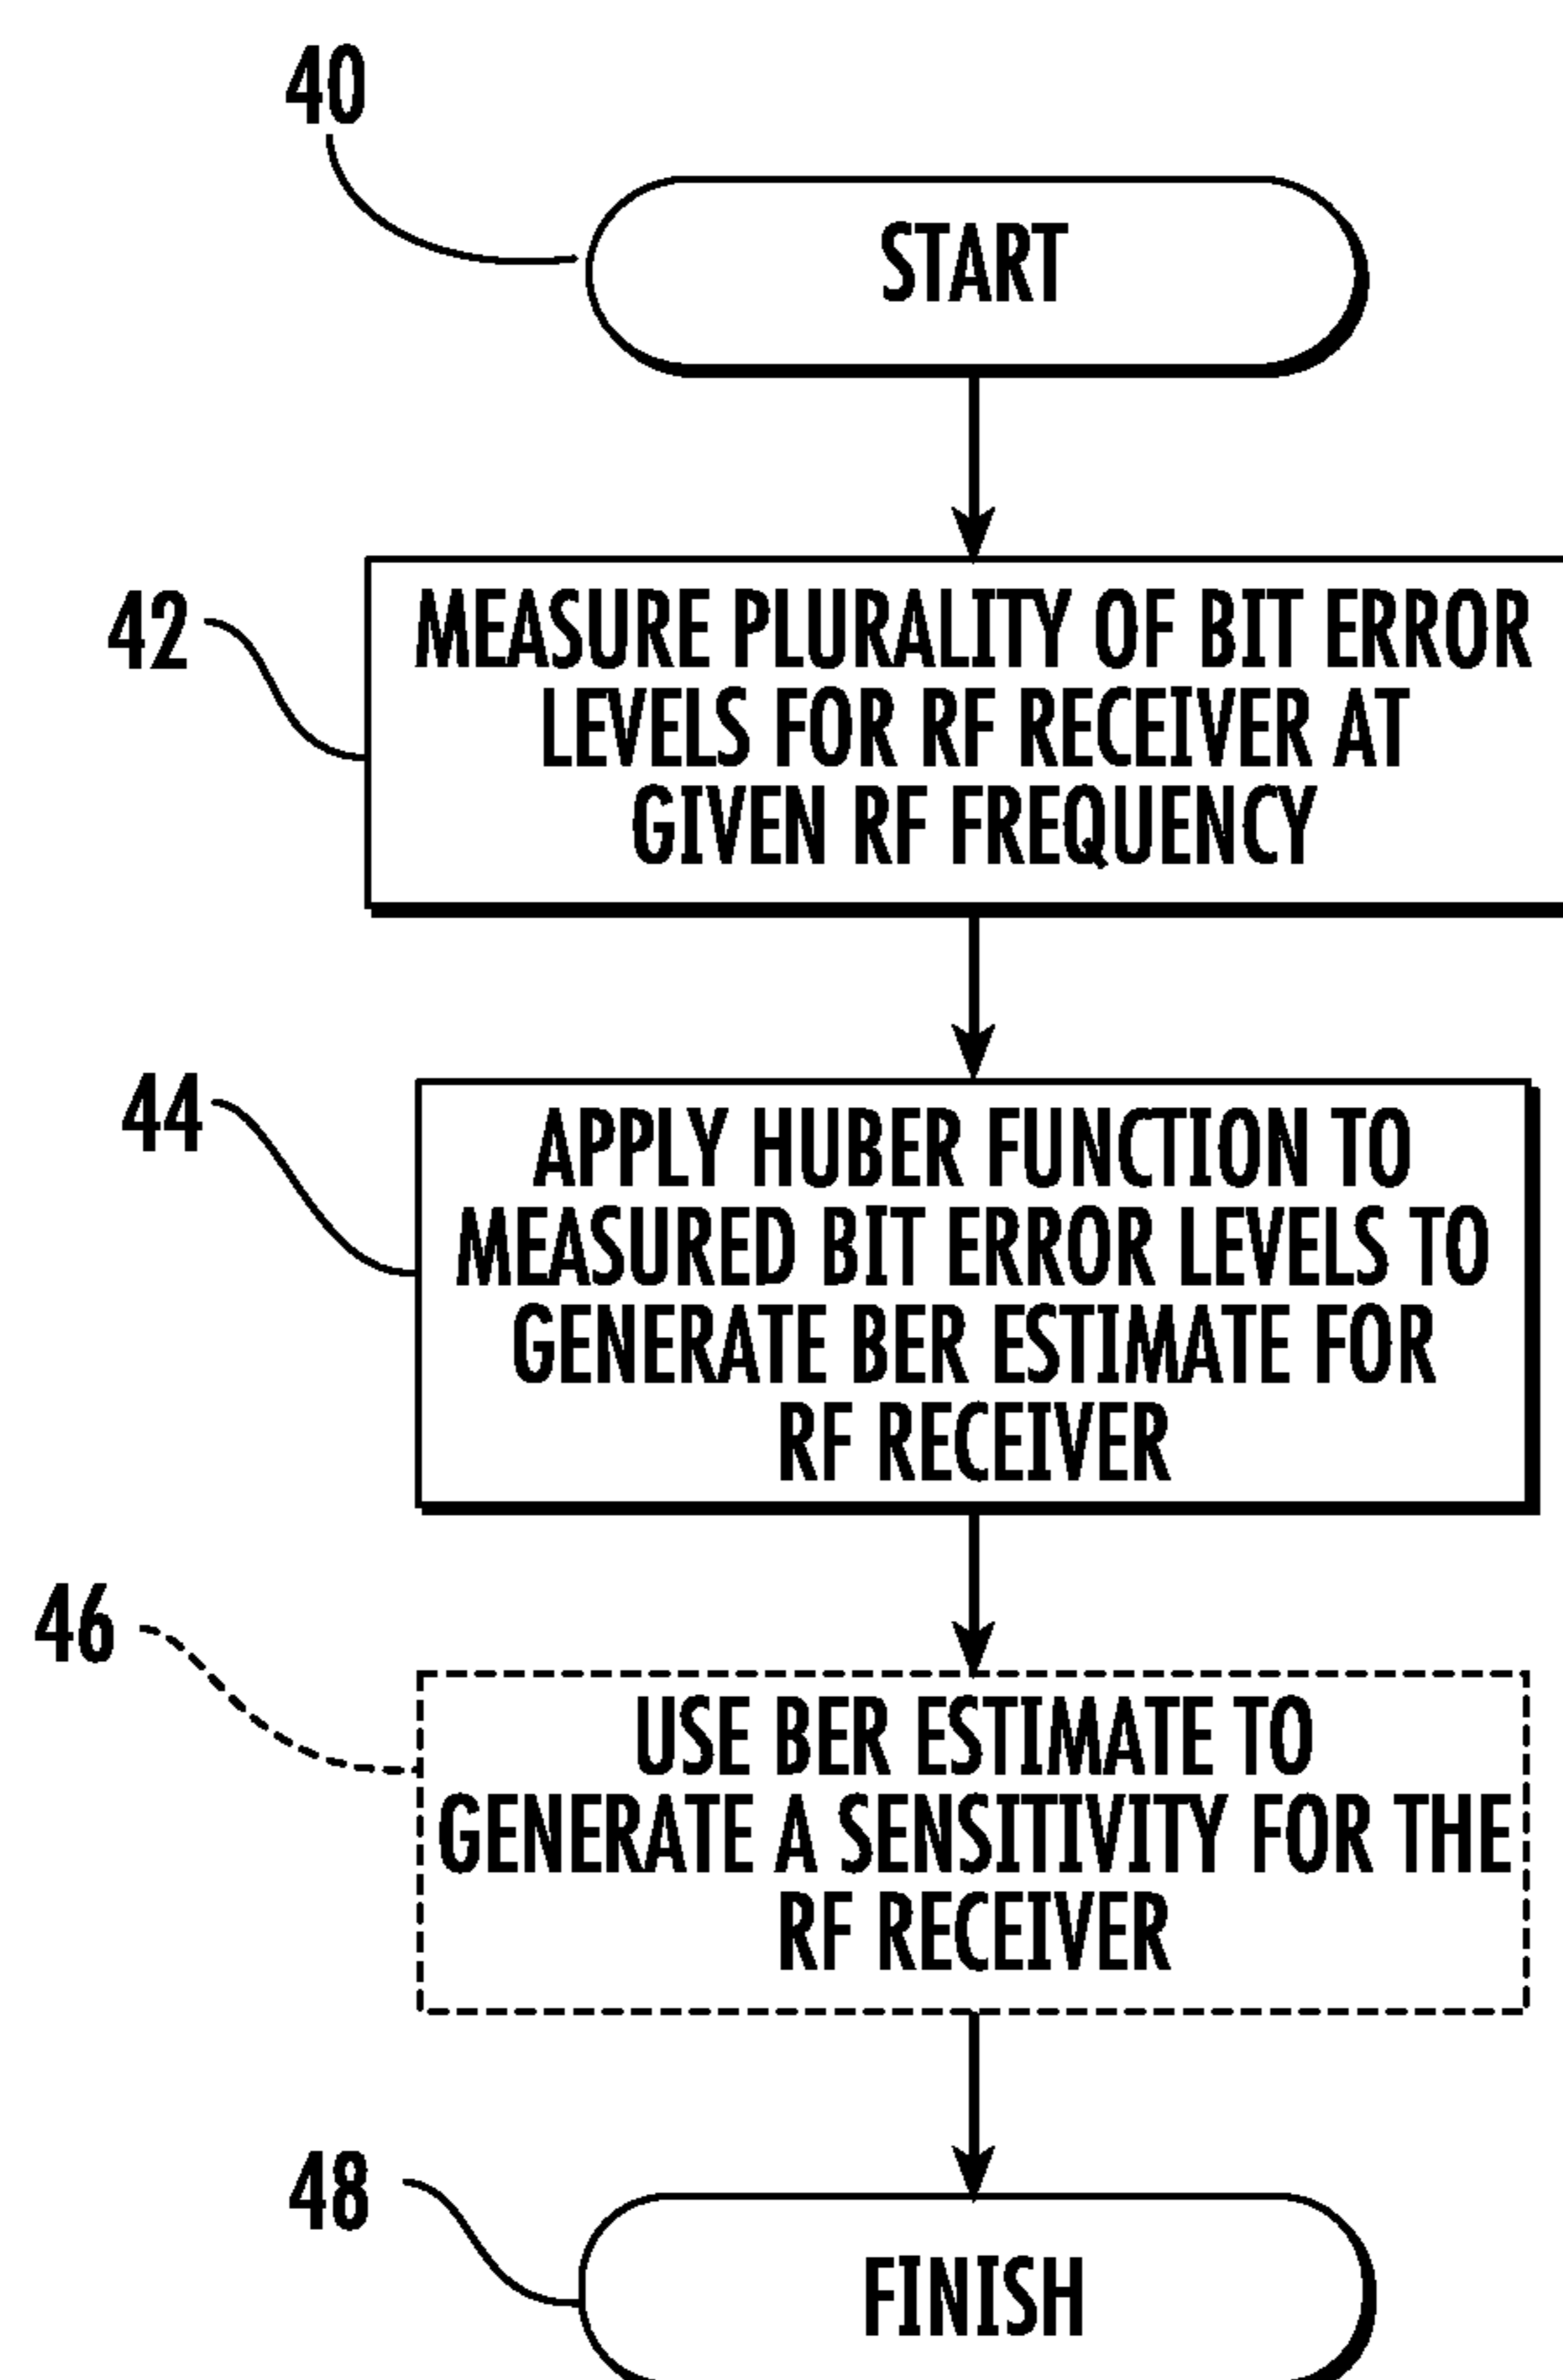 40
START
42
MEASURE PLURALITY OF BIT ERROR
LEVELS FOR RF RECEIVER AT
GIVEN RF FREQUENCY
44
APPLY HUBER FUNCTION TO
MEASURED BIT ERROR LEVELS TO
GENERATE BER ESTIMATE FOR
RF RECEIVER
46
USE BER ESTIMATE TO
GENERATE A SENSITIVITY FOR THE
RF RECEIVER
48
FINISH